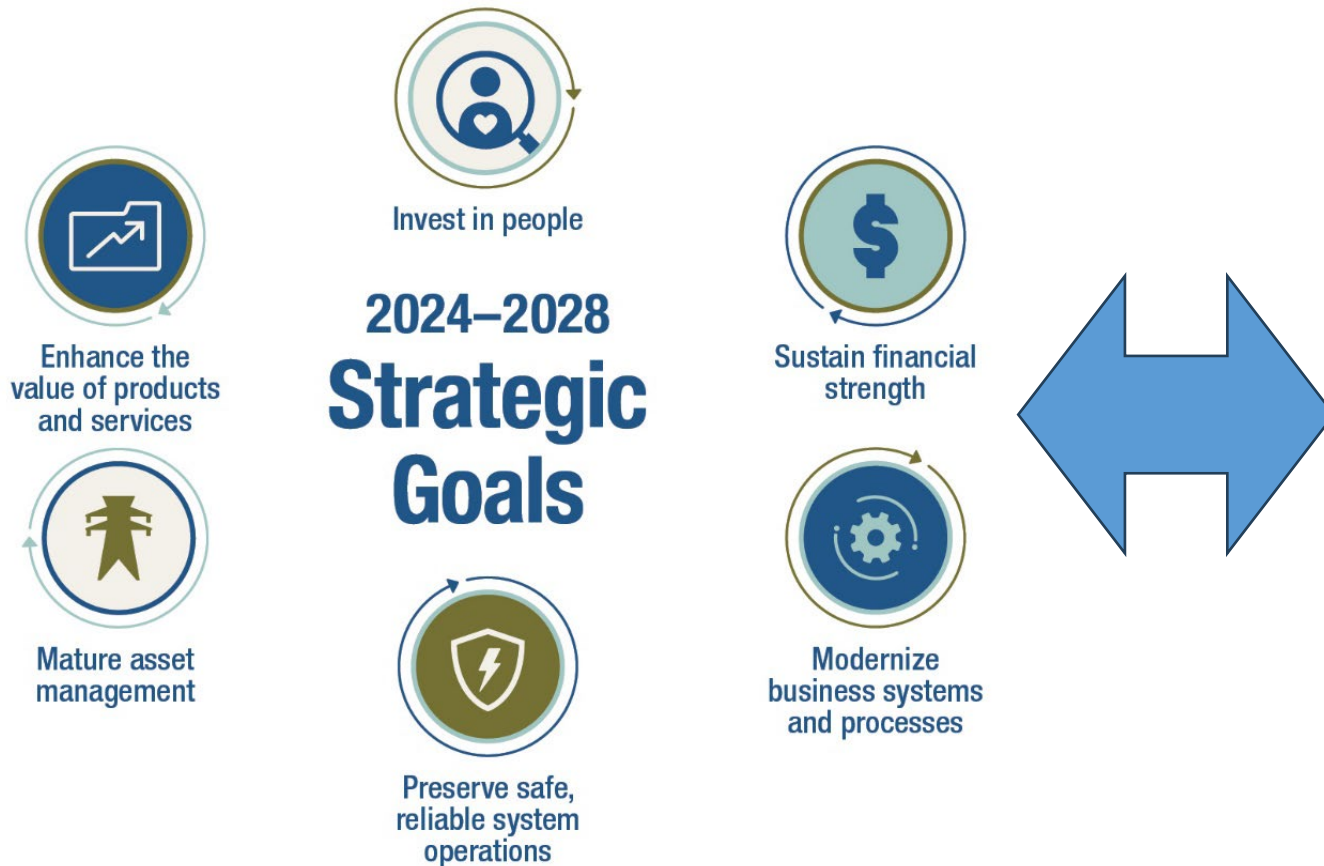 Invest in people
2024–2028
Strategic
Goals
Enhance the
value of products
and services
Sustain financial
strength
Mature asset
management
Modernize
business systems
and processes
Preserve safe,
reliable system
operations
$